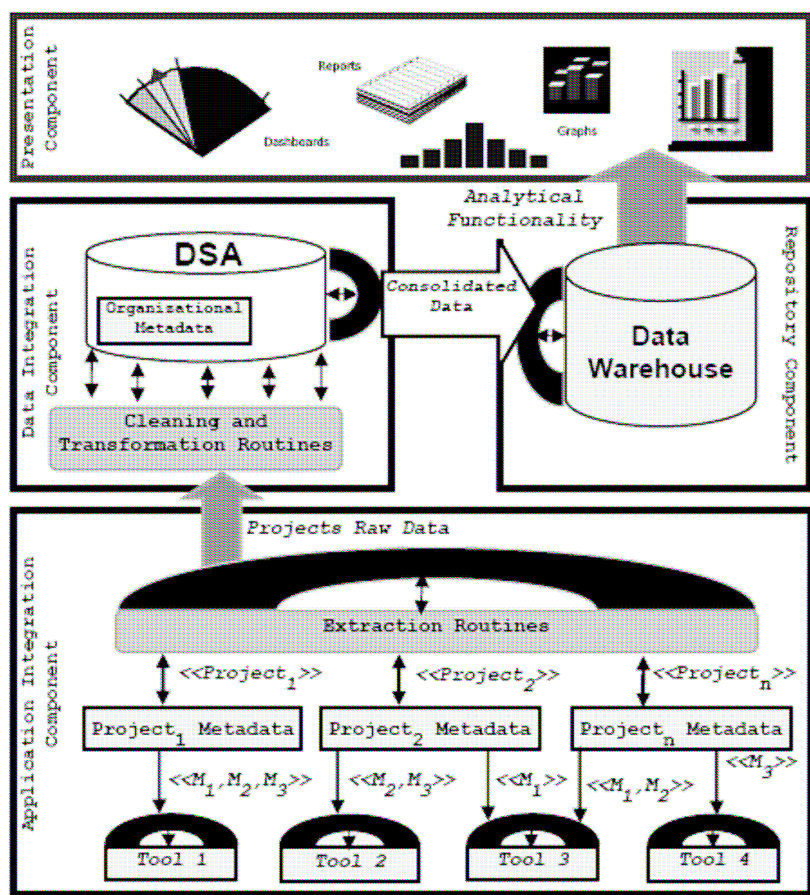 Presentation
Component
Reports
Dashboards
Graphs
Analytical
Functionality
Data Integration
Component
DSA
Organizational
Metadata
Cleaning and
Transformation Routines
Consolidated
Data
Data
Warehouse
Repository Component
Application Integration
Component
Projects Raw Data
Extraction Routines
<<Project1>>
<<Project2>>
<<Projectn>>
Project1 Metadata
Project2 Metadata
Projectn Metadata
<<M1,M2,M3>>
<<M2,M3>>
<<M1>>
<<M1,M2>>
<<M3>>
Tool 1
Tool 2
Tool 3
Tool 4